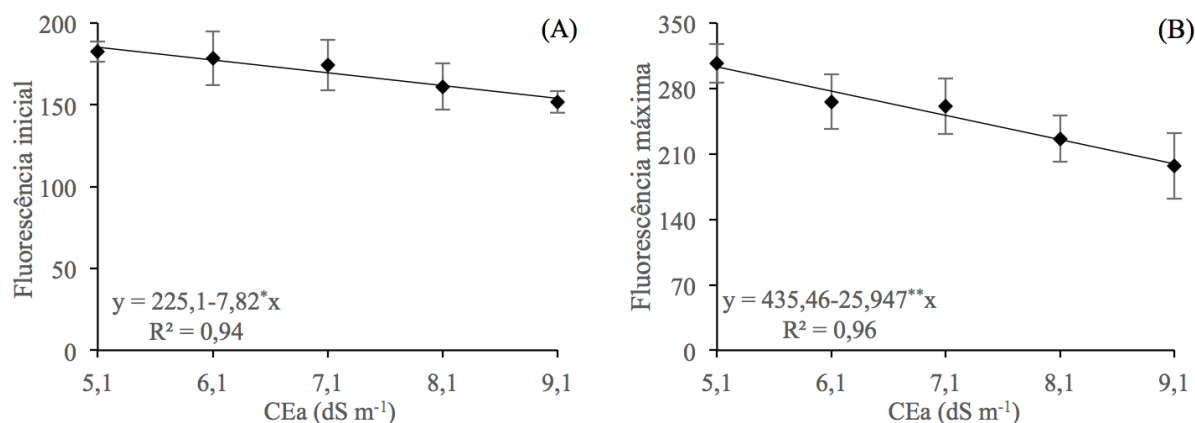 (A)
Fluorescência inicial
200
150
100
50
0
y = 225,1-7,82*x
R² = 0,94
5,1 6,1 7,1 8,1 9,1
CEa (dS m⁻¹)
(B)
Fluorescência máxima
350
280
210
140
70
0
y = 435,46-25,947**x
R² = 0,96
5,1 6,1 7,1 8,1 9,1
CEa (dS m⁻¹)